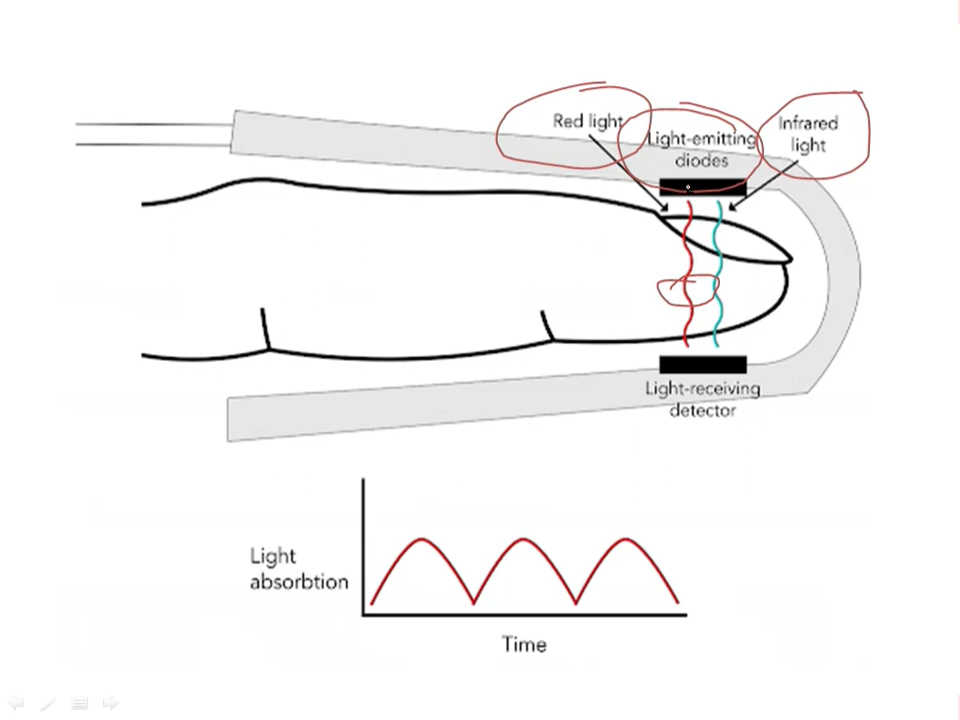 Red light
Light-emitting
diodes
Infrared
light
Light-receiving
detector
Light
absorbtion
Time